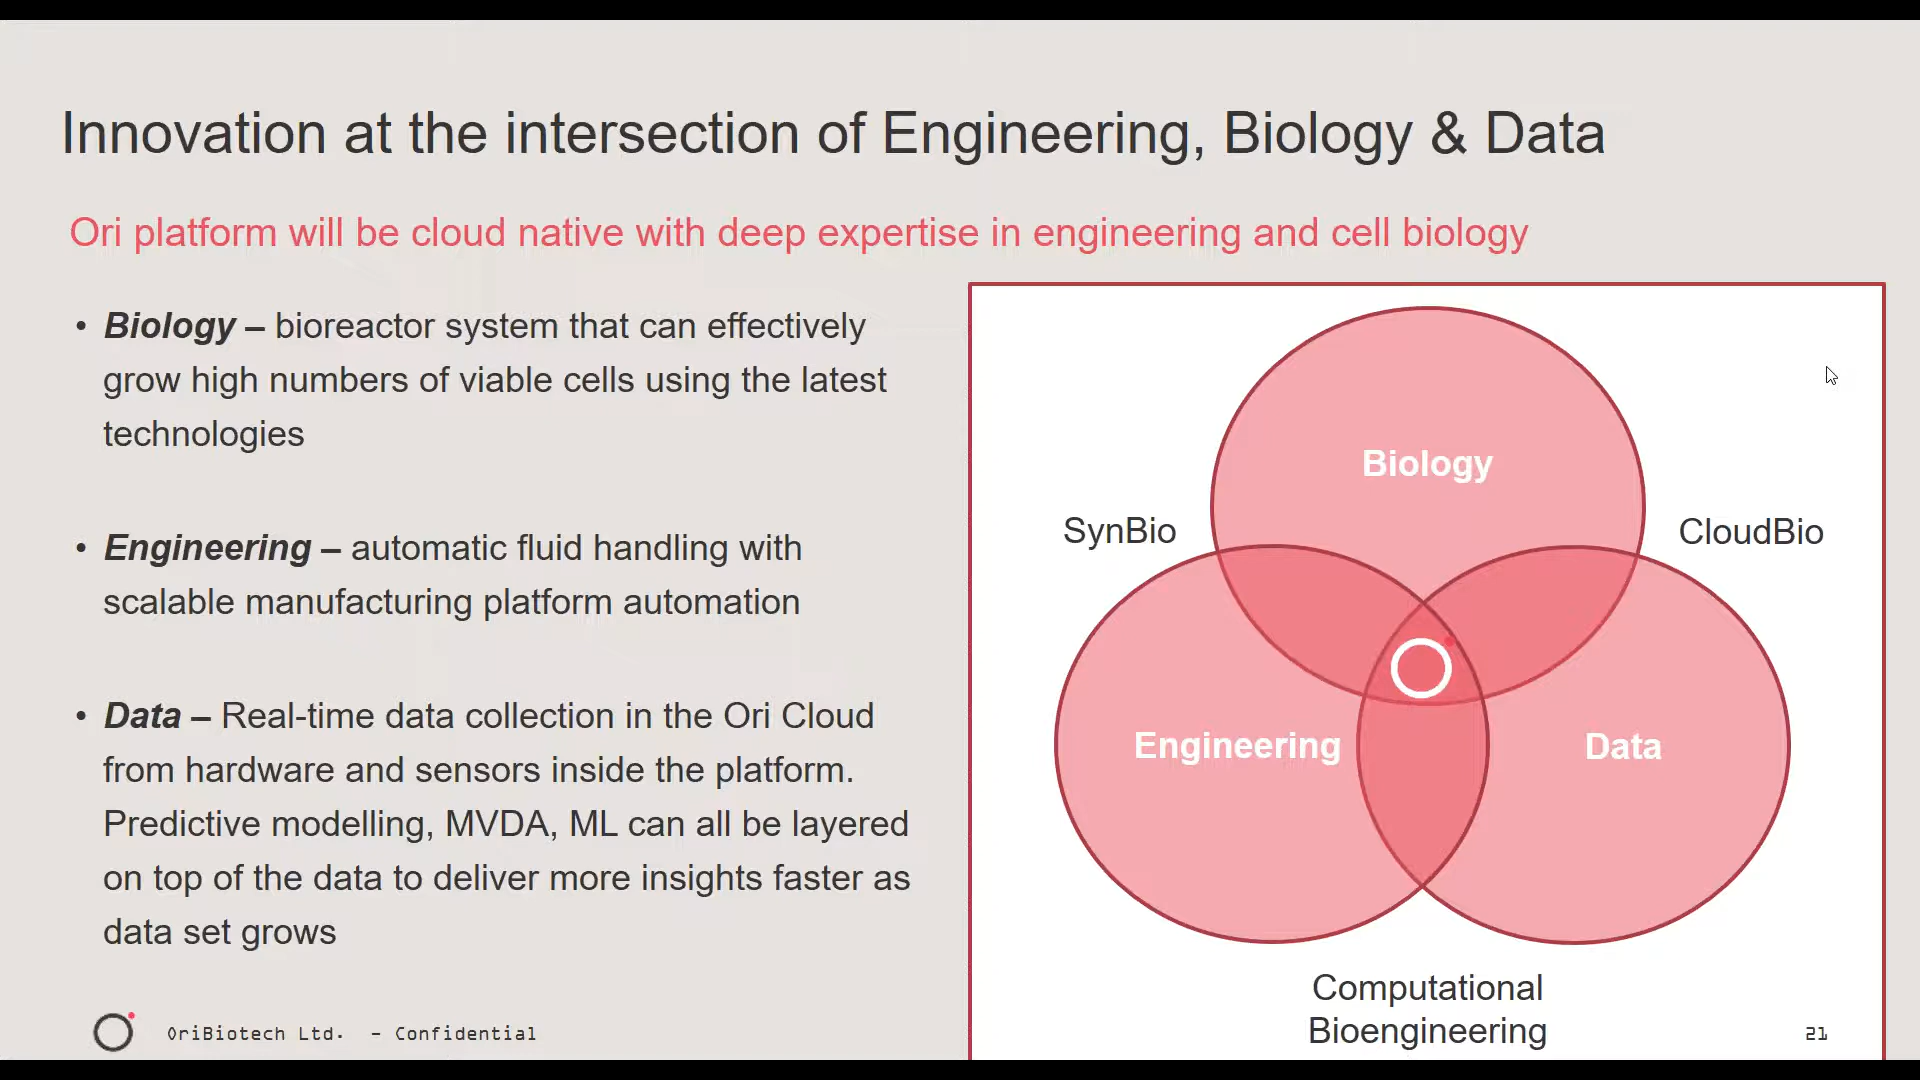 Innovation at the intersection of Engineering, Biology & Data
Ori platform will be cloud native with deep expertise in engineering and cell biology
• Biology – bioreactor system that can effectively
grow high numbers of viable cells using the latest
technologies
• Engineering – automatic fluid handling with
scalable manufacturing platform automation
• Data – Real-time data collection in the Ori Cloud
from hardware and sensors inside the platform.
Predictive modelling, MVDA, ML can all be layered
on top of the data to deliver more insights faster as
data set grows
Biology
SynBio
CloudBio
Engineering
Data
Computational
Bioengineering
OriBiotech Ltd. - Confidential
21